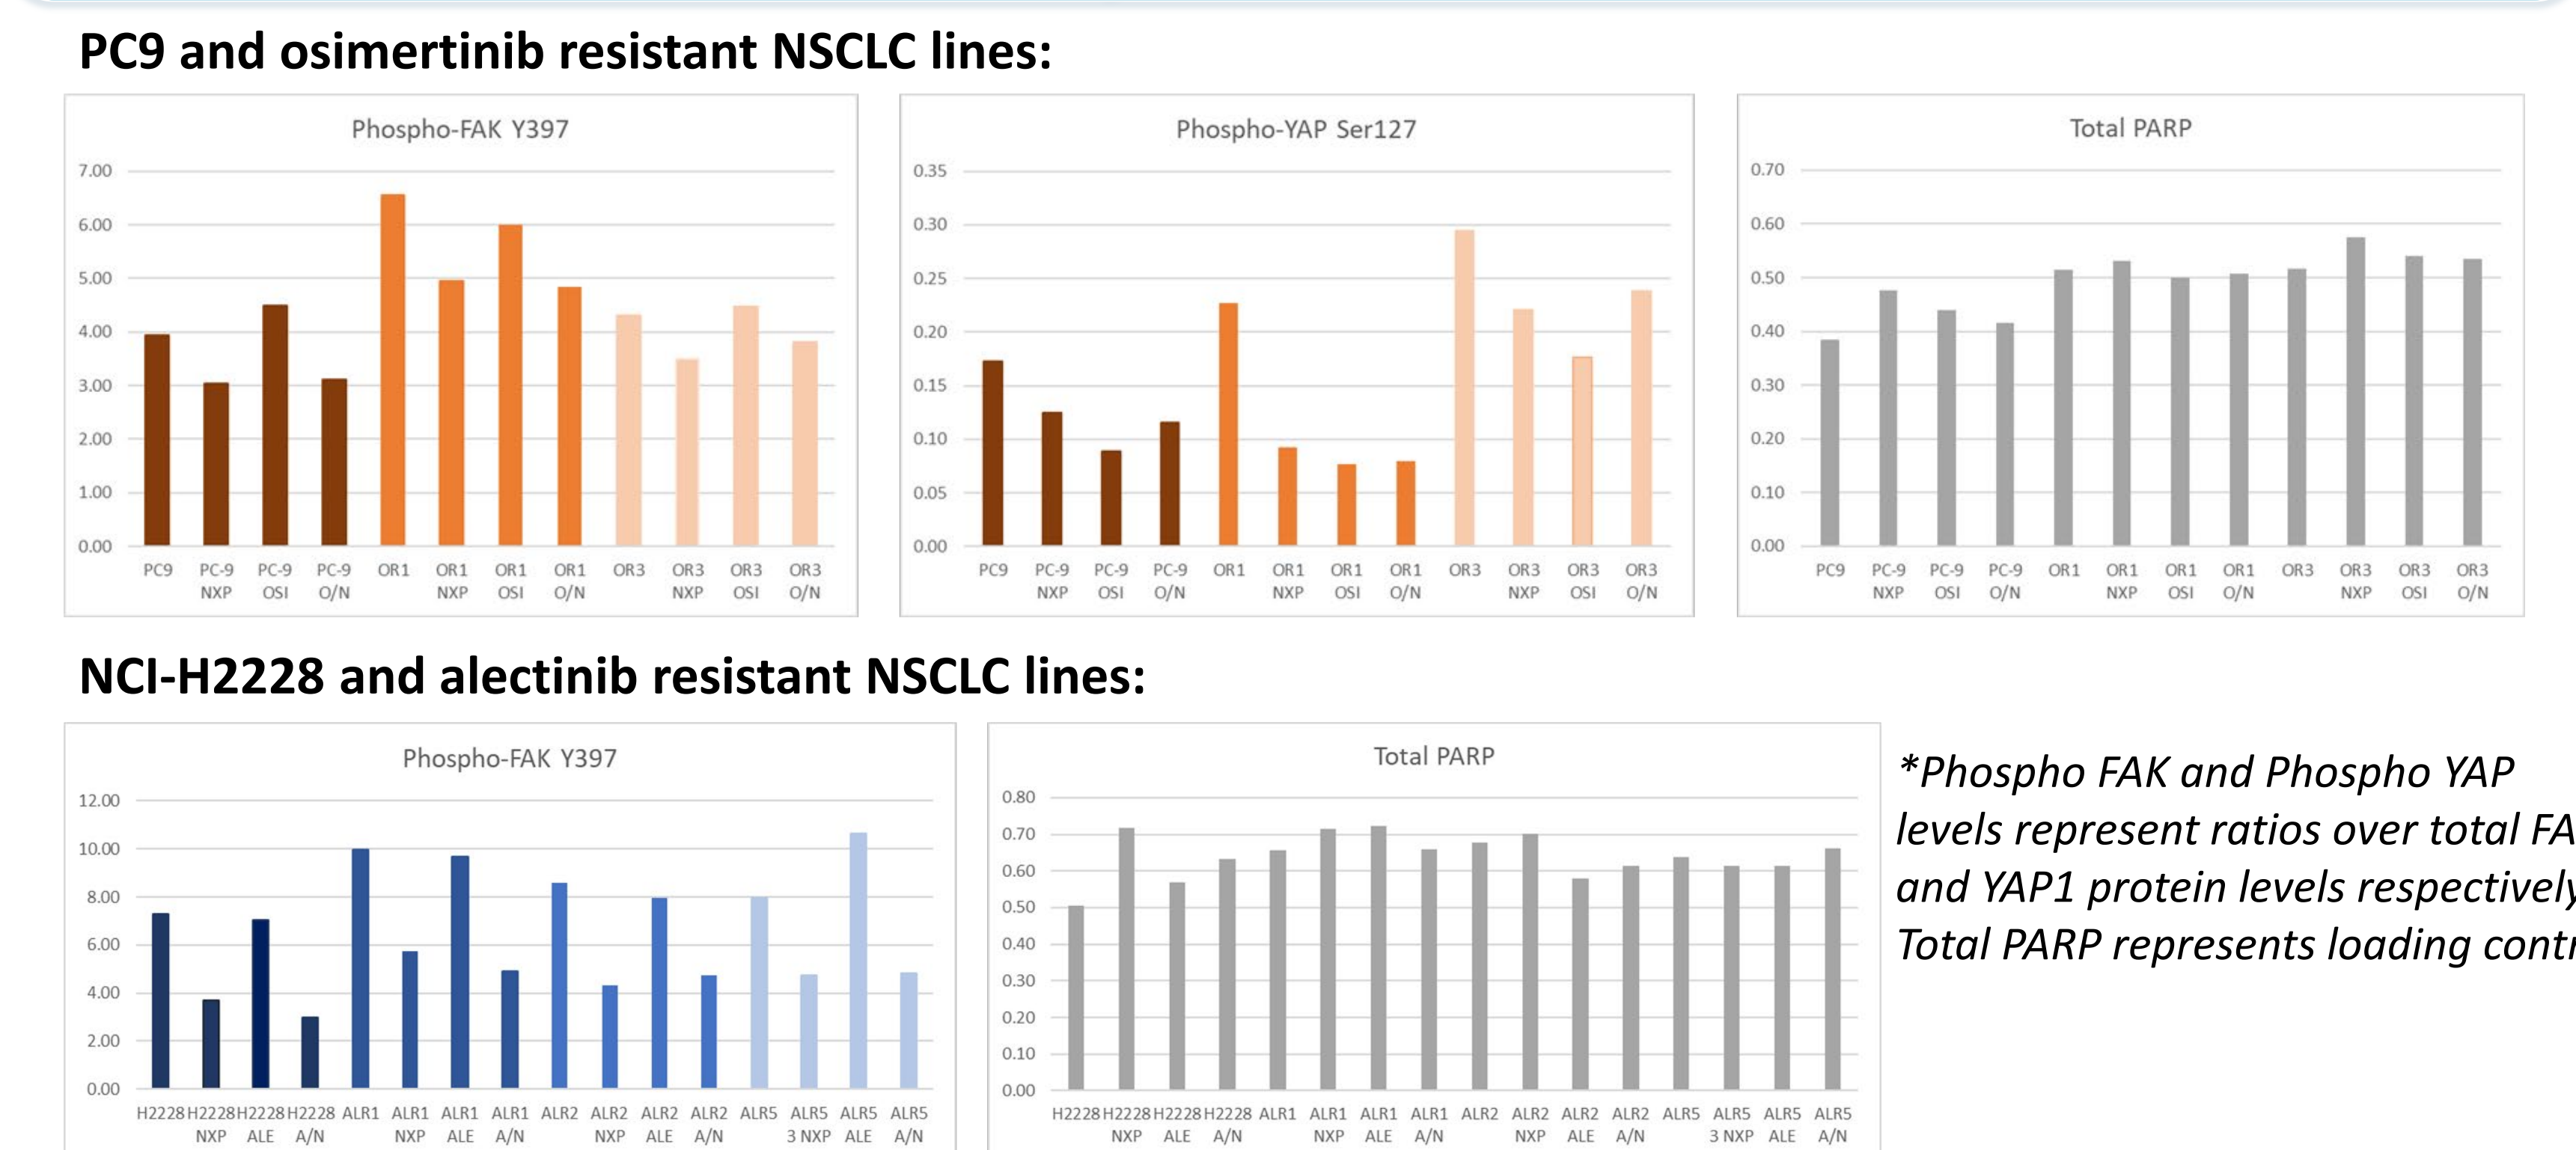 PC9 and osimertinib resistant NSCLC lines:
Phospho-FAK Y397
7.00
6.00
5.00
4.00
3.00
2.00
1.00
0.00
PC9 PC-9 PC-9 PC-9 OR1 OR1 OR1 OR1 OR3 OR3 OR3 OR3
NXP OSI O/N NXP OSI O/N NXP OSI O/N
Phospho-YAP Ser127
0.35
0.30
0.25
0.20
0.15
0.10
0.05
0.00
PC9 PC-9 PC-9 PC-9 OR1 OR1 OR1 OR1 OR3 OR3 OR3 OR3
NXP OSI O/N NXP OSI O/N NXP OSI O/N
Total PARP
0.70
0.60
0.50
0.40
0.30
0.20
0.10
0.00
PC9 PC-9 PC-9 PC-9 OR1 OR1 OR1 OR1 OR3 OR3 OR3 OR3
NXP OSI O/N NXP OSI O/N NXP OSI O/N
NCI-H2228 and alectinib resistant NSCLC lines:
Phospho-FAK Y397
12.00
10.00
8.00
6.00
4.00
2.00
0.00
H2228 H2228 H2228 H2228 ALR1 ALR1 ALR1 ALR1 ALR2 ALR2 ALR2 ALR2 ALR5 ALR5 ALR5 ALR5
NXP ALE A/N NXP ALE A/N NXP ALE A/N 3 NXP ALE A/N
Total PARP
0.80
0.70
0.60
0.50
0.40
0.30
0.20
0.10
0.00
H2228 H2228 H2228 H2228 ALR1 ALR1 ALR1 ALR1 ALR2 ALR2 ALR2 ALR2 ALR5 ALR5 ALR5 ALR5
NXP ALE A/N NXP ALE A/N NXP ALE A/N 3 NXP ALE A/N
*Phospho FAK and Phospho YAP
levels represent ratios over total
and YAP1 protein levels respectively
Total PARP represents loading